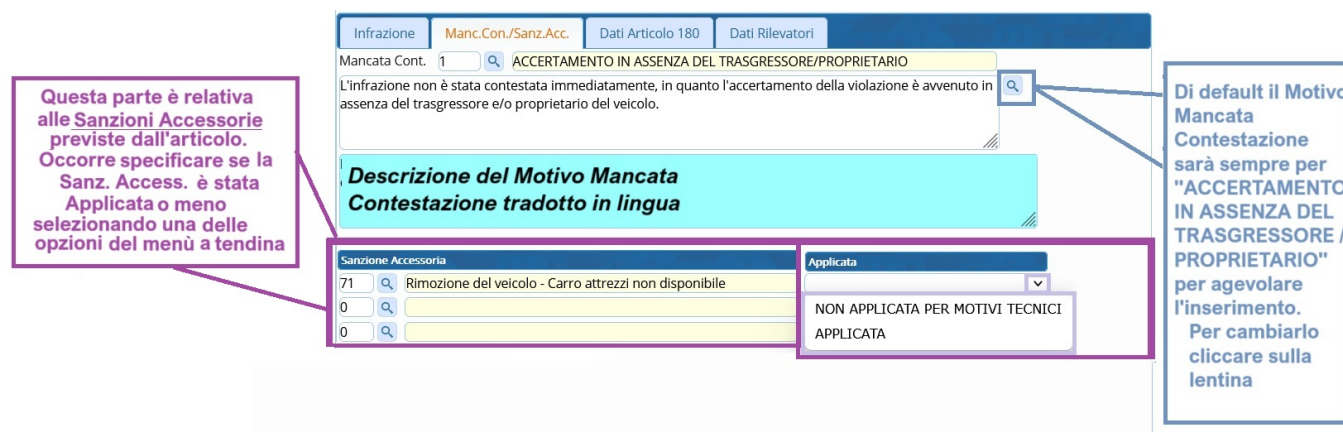 Infrazione Manc.Con./Sanz.Acc. Dati Articolo 180 Dati Rilevatori
Mancata Cont. 1 ACCERTAMENTO IN ASSENZA DEL TRASGRESSORE/PROPRIETARIO
L'infrazione non è stata contestata immediatamente, in quanto l'accertamento della violazione è avvenuto in
assenza del trasgressore e/o proprietario del veicolo.
Descrizione del Motivo Mancata
Contestazione tradotto in lingua
Questa parte è relativa
alle Sanzioni Accessorie
previste dall'articolo.
Occorre specificare se la
Sanz. Access. è stata
Applicata o meno
selezionando una delle
opzioni del menù a tendina
Sanzione Accessoria Applicata
71 Rimozione del veicolo - Carro attrezzi non disponibile
0
0
NON APPLICATA PER MOTIVI TECNICI
APPLICATA
Di default il Motivo
Mancata
Contestazione
sarà sempre per
"ACCERTAMENTO
IN ASSENZA DEL
TRASGRESSORE /
PROPRIETARIO"
per agevolare
l'inserimento.
Per cambiarlo
cliccare sulla
lentina